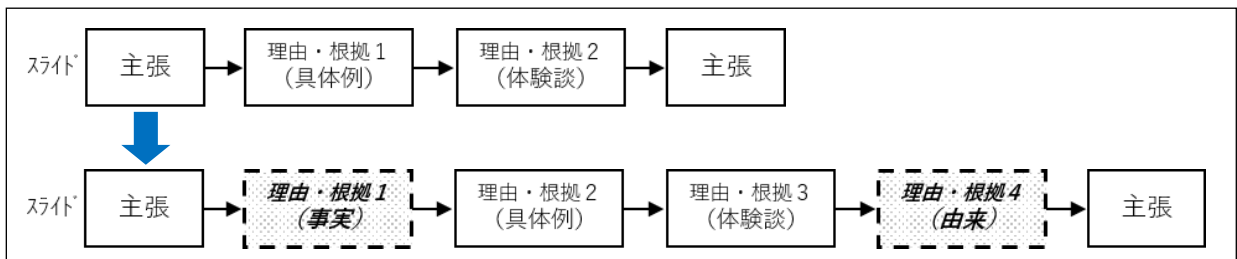 スライド
主張
理由・根拠1
(具体例)
理由・根拠2
(体験談)
主張
スライド
主張
理由・根拠1
(事実)
理由・根拠2
(具体例)
理由・根拠3
(体験談)
理由・根拠4
(由来)
主張